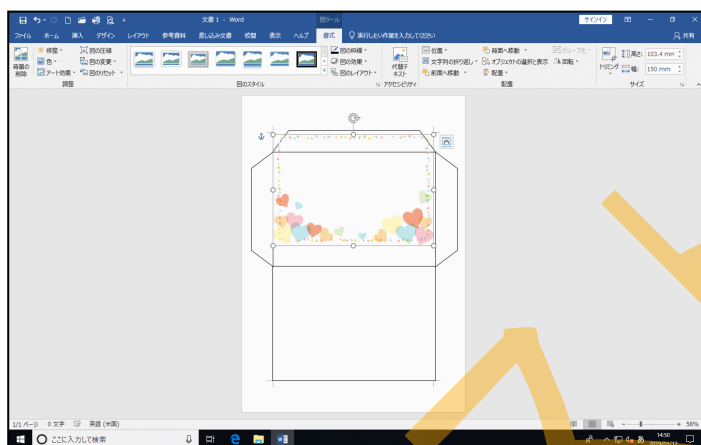 文書 1 - Word
図ツール
サインイン
ファイル ホーム 挿入 デザイン レイアウト 参考資料 差し込み文書 校閲 表示 ヘルプ 書式 実行したい作業を入力してください
共有
背景の削除
修整
色
アート効果
図の圧縮
図の変更
図のリセット
調整
図のスタイル
図の枠線
図の効果
図のレイアウト
代替テキスト
アクセシビリティ
位置
文字列の折り返し
前面へ移動
背面へ移動
オブジェクトの選択と表示
配置
グループ化
回転
配置
トリミング
高さ: 103.4 mm
幅: 150 mm
サイズ
1/1 ページ 0 文字 英語 (米国)
58%
ここに入力して検索
あ
14:50